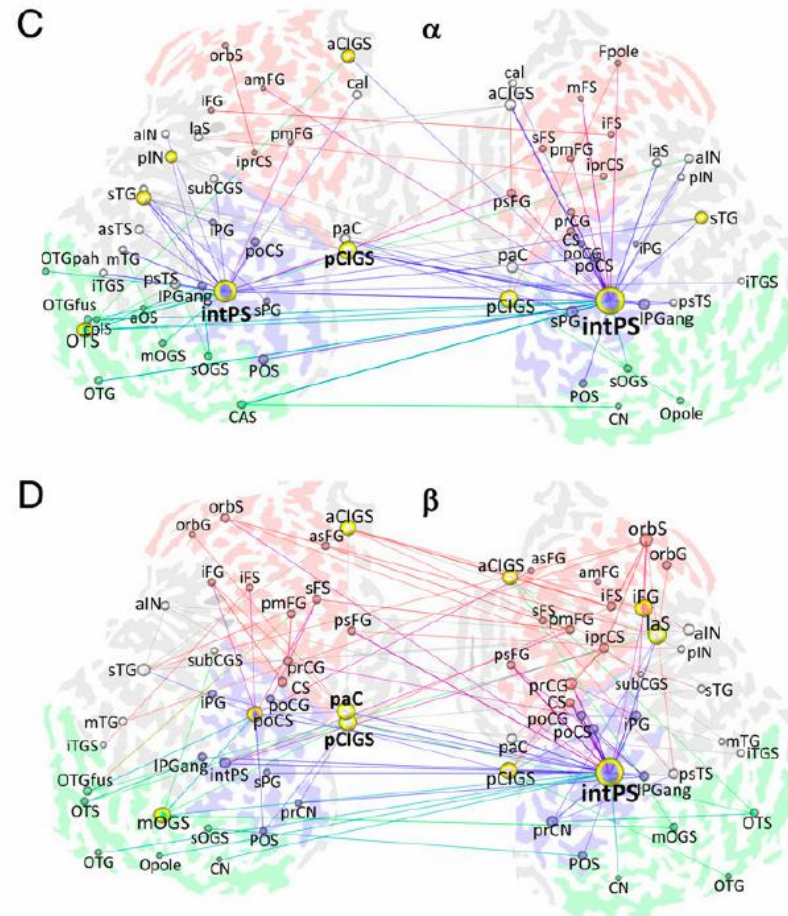 C
α
orbS
aCIGS
Fpole
amFG
cal
cal
mFS
iFG
aCIGS
laS
pmFG
sFS
iFS
aIN
iprCS
pmFG
laS
aIN
pIN
iprCS
pIN
sTG
subCGS
psFG
prCG
sTG
asTS
iPG
paC
CS
iPG
poCS
pCIGS
poCG
OTGpah
mTG
paC
poCS
iTGS
psTS
iTGS
IPGang
OTGfus
intPS
sPG
pCIGS
intPS
IPGang
psTS
aOS
sPG
OTS
mOGS
sOGS
POS
sOGS
OTG
POS
CAS
CN
Opole
D
β
orbS
aCIGS
orbS
orbG
asFG
asFG
orbG
aCIGS
amFG
iFG
iFS
sFS
iFS
iFG
aIN
pmFG
sFS
pmFG
laS
psFG
iprCS
aIN
subCGS
psFG
pIN
sTG
prCG
subCGS
CS
prCG
sTG
iPG
poCG
paC
CS
iPG
mTG
poCS
poCG
pCIGS
poCS
iTGS
paC
mTG
iTGS
IPGang
OTGfus
intPS
sPG
pCIGS
intPS
IPGang
psTS
OTS
prCN
mOGS
prCN
OTS
sOGS
POS
mOGS
OTG
Opole
CN
POS
CN
OTG